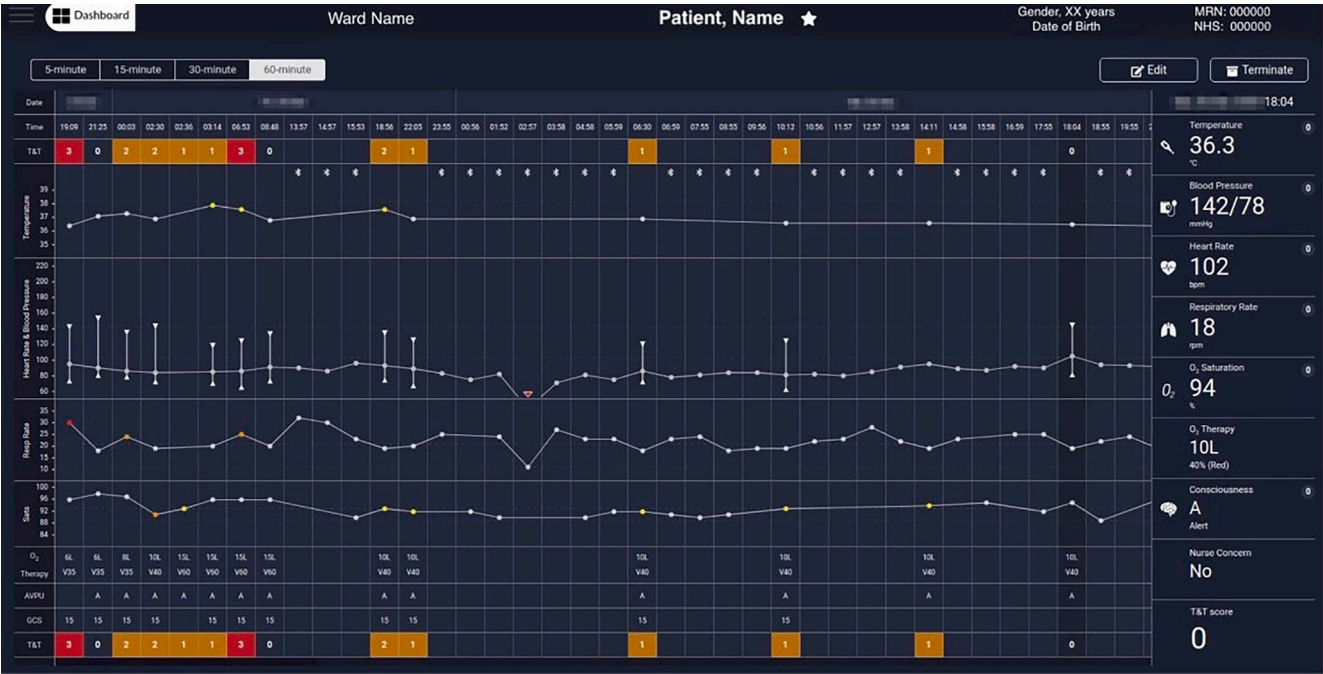 Dashboard
Ward Name
Patient, Name
Gender, XX years
Date of Birth
MRN: 000000
NHS: 000000
5-minute 15-minute 30-minute 60-minute
Edit
Terminate
Date
18:04
Time 19:09 21:25 00:03 02:30 02:36 03:14 06:53 08:48 13:57 14:57 15:53 18:56 22:05 23:55 00:56 01:52 02:57 03:58 04:58 05:59 06:30 06:59 07:55 08:55 09:56 10:12 10:56 11:57 12:57 13:58 14:11 14:58 15:58 16:59 17:55 18:04 18:55 19:55
T&T 3 0 2 2 1 1 3 0 2 1 1 1 1 0
Temperature
39
38
37
36
35
Heart Rate & Blood Pressure
220
200
180
160
140
120
100
80
60
Resp Rate
35
30
25
20
15
10
Sats
100
96
92
88
84
O₂ 6L 6L 8L 10L 15L 15L 15L 15L 10L 10L 10L 10L 10L 10L
Therapy V35 V35 V35 V40 V60 V60 V60 V60 V40 V40 V40 V40 V40 V40
AVPU A A A A A A A A A A A A A
GCS 15 15 15 15 15 15 15 15 15 15 15
T&T 3 0 2 2 1 1 3 0 2 1 1 1 1 0
Temperature 0
36.3
°C
Blood Pressure 0
142/78
mmHg
Heart Rate 0
102
bpm
Respiratory Rate 0
18
rpm
O₂ Saturation 0
O₂ 94
%
O₂ Therapy
10L
40% (Red)
Consciousness 0
A
Alert
Nurse Concern
No
T&T score
0